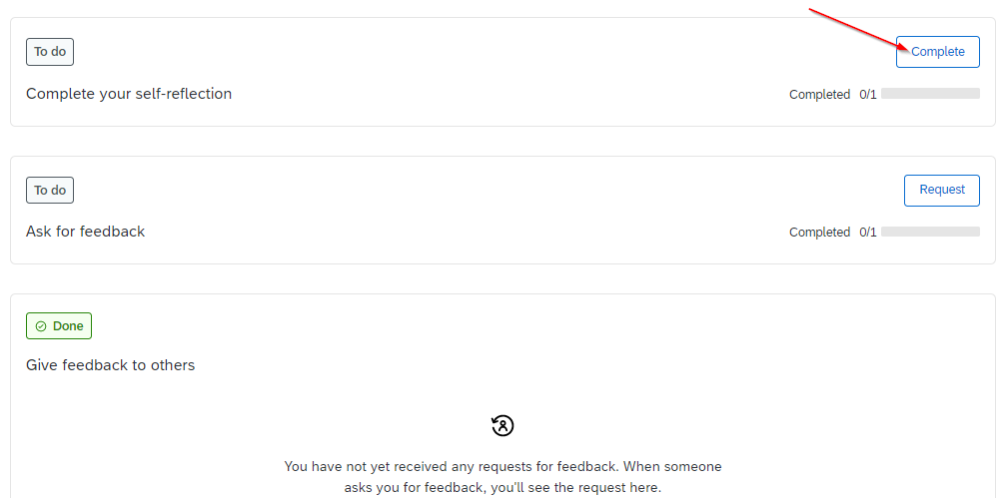 To do
Complete
Complete your self-reflection
Completed 0/1
To do
Request
Ask for feedback
Completed 0/1
Done
Give feedback to others
You have not yet received any requests for feedback. When someone
asks you for feedback, you'll see the request here.